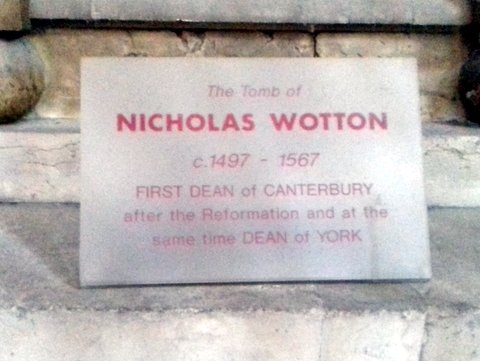 The Tomb of
NICHOLAS WOTTON
c.1497 - 1567
FIRST DEAN of CANTERBURY
after the Reformation and at the
same time DEAN of YORK